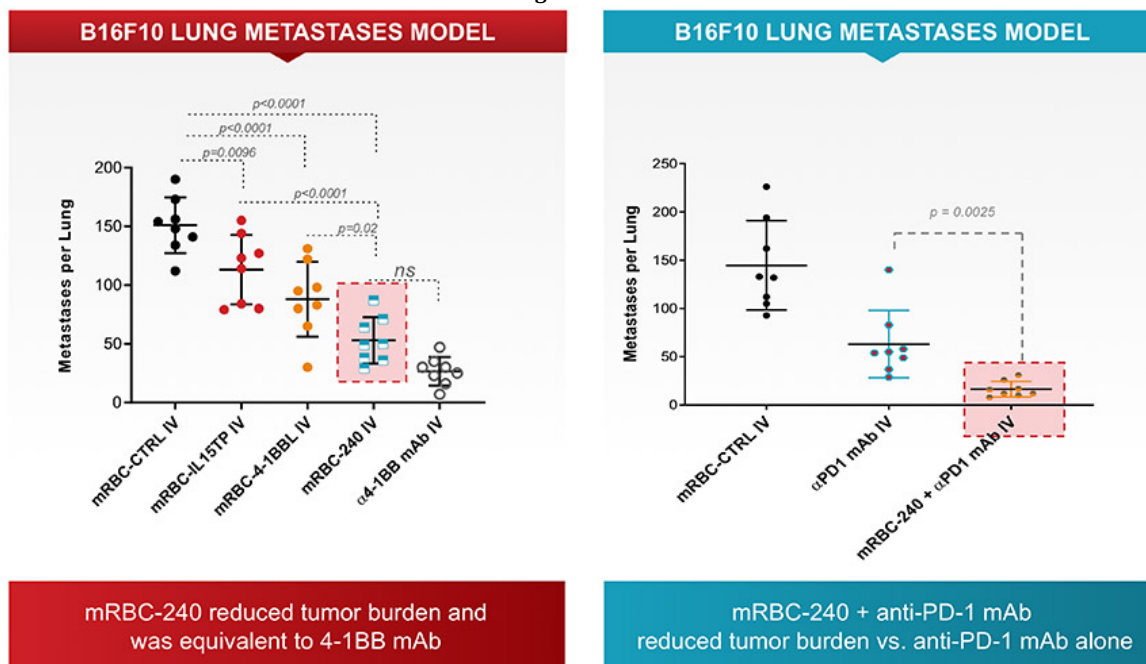 B16F10 LUNG METASTASES MODEL
p<0.0001
p<0.0001
p=0.0096
p<0.0001
p=0.02
ns
Metastases per Lung
200
150
100
50
0
mRBC-CTRL IV
mRBC-IL15TP IV
mRBC-4-1BBL IV
mRBC-240 IV
α4-1BB mAb IV
mRBC-240 reduced tumor burden and
was equivalent to 4-1BB mAb
B16F10 LUNG METASTASES MODEL
p = 0.0025
Metastases per Lung
250
200
150
100
50
0
mRBC-CTRL IV
αPD1 mAb IV
mRBC-240 + αPD1 mAb IV
mRBC-240 + anti-PD-1 mAb
reduced tumor burden vs. anti-PD-1 mAb alone